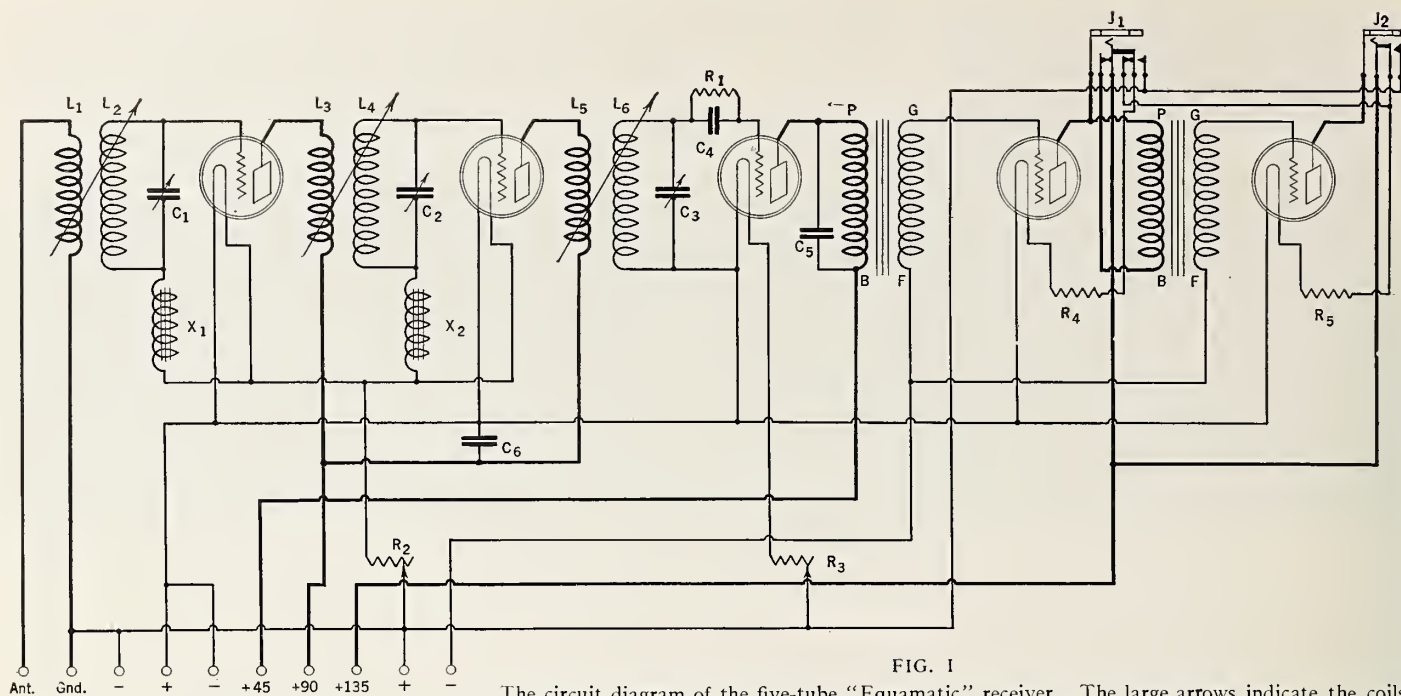 J1 J2
R1
L1 L2 L3 L4 L5 L6 P G P G
C4
C1 C2 C3 C5
B F B F
X1 X2 R4 R5
C6
R2 R3
FIG. I
Ant. Gnd. − + − +45 +90 +135 + −
The circuit diagram of the five-tube "Equamatic" receiver. The large arrows indicate the coils